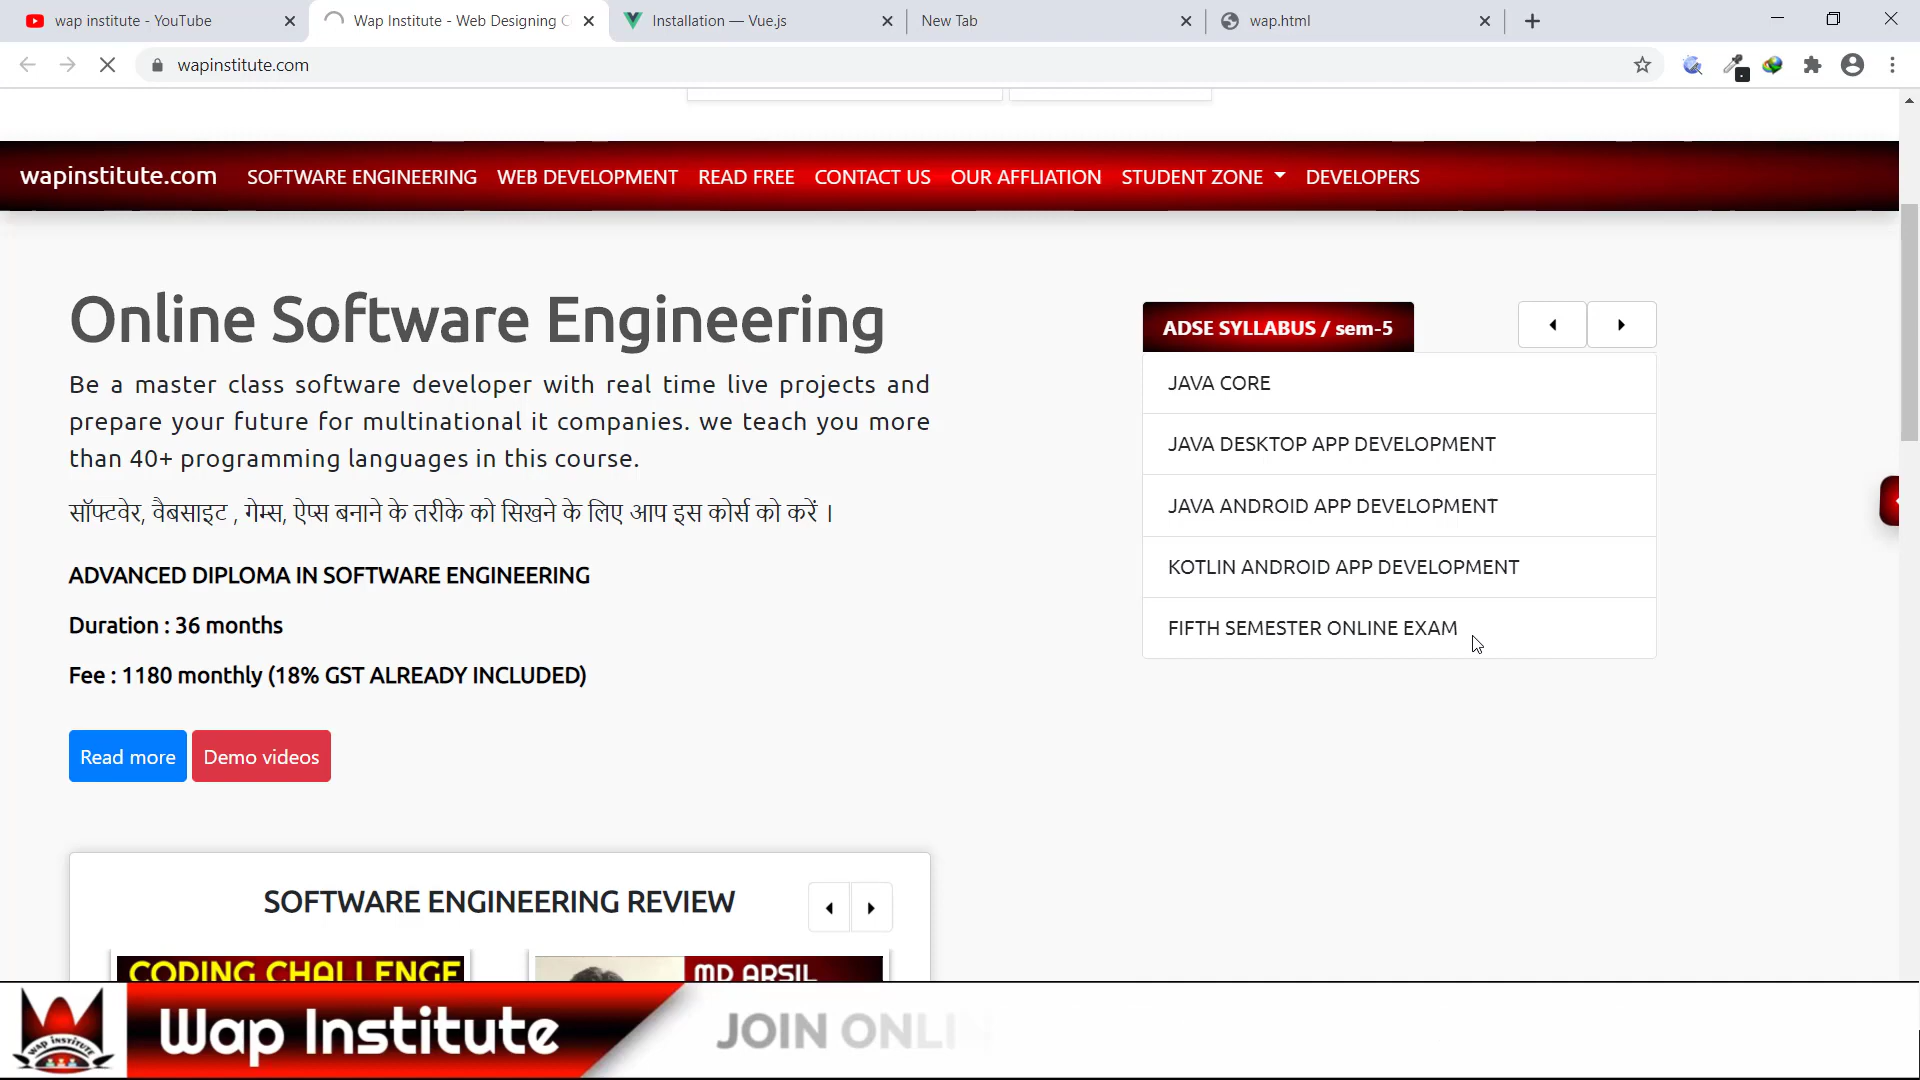 wap institute - YouTube
Wap Institute - Web Designing C
Installation — Vue.js
New Tab
wap.html
wapinstitute.com
wapinstitute.com SOFTWARE ENGINEERING WEB DEVELOPMENT READ FREE CONTACT US OUR AFFLIATION STUDENT ZONE DEVELOPERS
Online Software Engineering
Be a master class software developer with real time live projects and
prepare your future for multinational it companies. we teach you more
than 40+ programming languages in this course.
सॉफ्टवेर, वैबसाइट , गेम्स, ऐप्स बनाने के तरीके को सिखने के लिए आप इस कोर्स को करें ।
ADVANCED DIPLOMA IN SOFTWARE ENGINEERING
Duration : 36 months
Fee : 1180 monthly (18% GST ALREADY INCLUDED)
Read more
Demo videos
ADSE SYLLABUS / sem-5
JAVA CORE
JAVA DESKTOP APP DEVELOPMENT
JAVA ANDROID APP DEVELOPMENT
KOTLIN ANDROID APP DEVELOPMENT
FIFTH SEMESTER ONLINE EXAM
SOFTWARE ENGINEERING REVIEW
CODING CHALLENGE
MD ARSIL
WAP INSTITUTE
Wap Institute
JOIN ONLIN